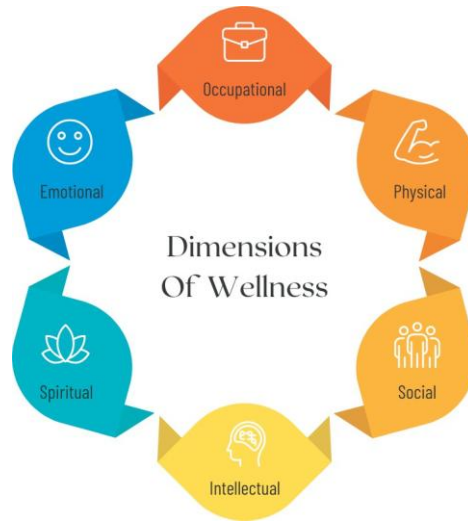 Occupational
Emotional
Physical
Dimensions
Of Wellness
Spiritual
Social
Intellectual